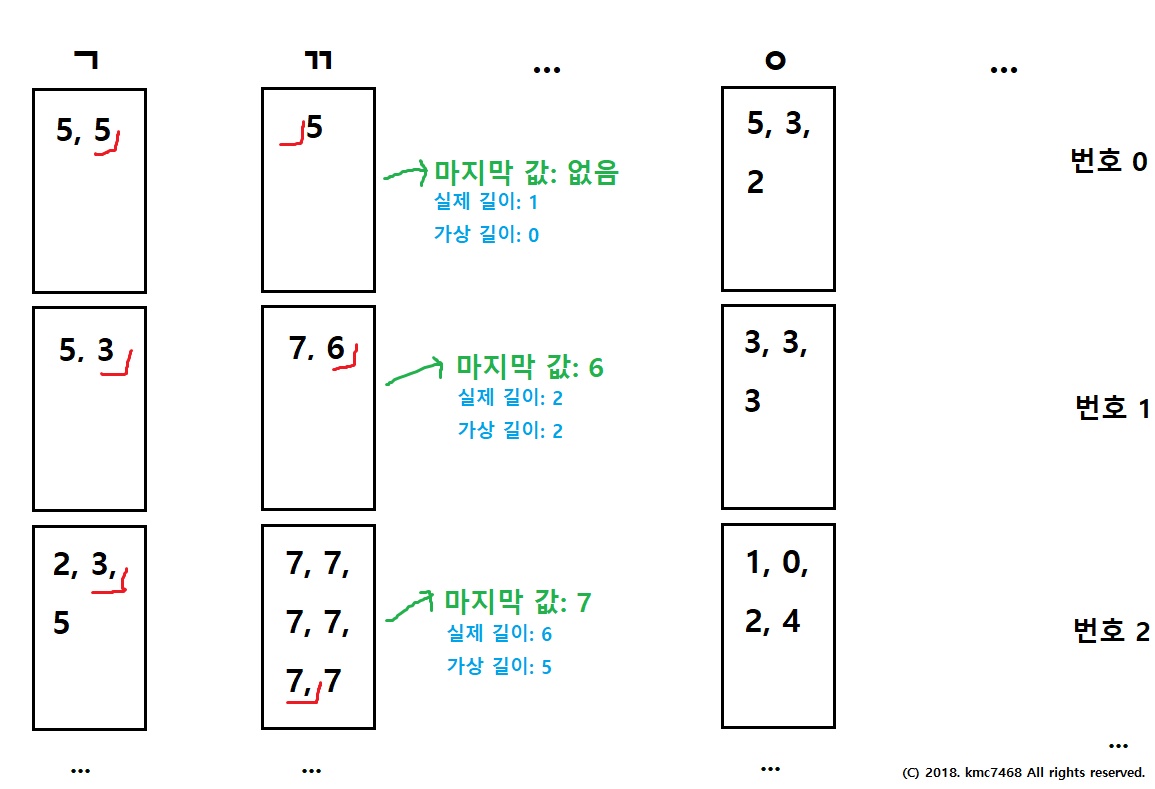 ㄱ ㄲ ... ㅇ ...
5, 5
5
마지막 값: 없음
실제 길이: 1
가상 길이: 0
5, 3,
2
번호 0
5, 3
7, 6
마지막 값: 6
실제 길이: 2
가상 길이: 2
3, 3,
3
번호 1
2, 3,
5
7, 7,
7, 7,
7, 7
마지막 값: 7
실제 길이: 6
가상 길이: 5
1, 0,
2, 4
번호 2
... ... ... ...
(C) 2018. kmc7468 All rights reserved.